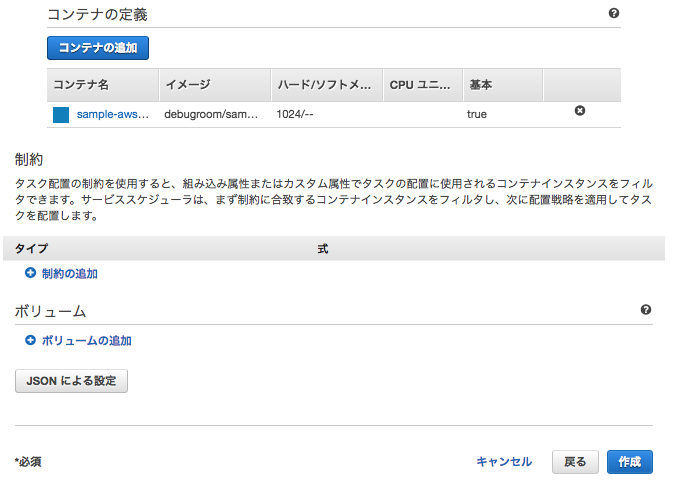 コンテナの定義
コンテナの追加
コンテナ名 イメージ ハード/ソフトメ... CPU ユニ... 基本
sample-aws... debugroom/sam... 1024/-- true
制約
タスク配置の制約を使用すると、組み込み属性またはカスタム属性でタスクの配置に使用されるコンテナインスタンスをフィル
タできます。サービススケジューラは、まず制約に合致するコンテナインスタンスをフィルタし、次に配置戦略を適用してタス
クを配置します。
タイプ 式
制約の追加
ボリューム
ボリュームの追加
JSON による設定
*必須 キャンセル 戻る 作成